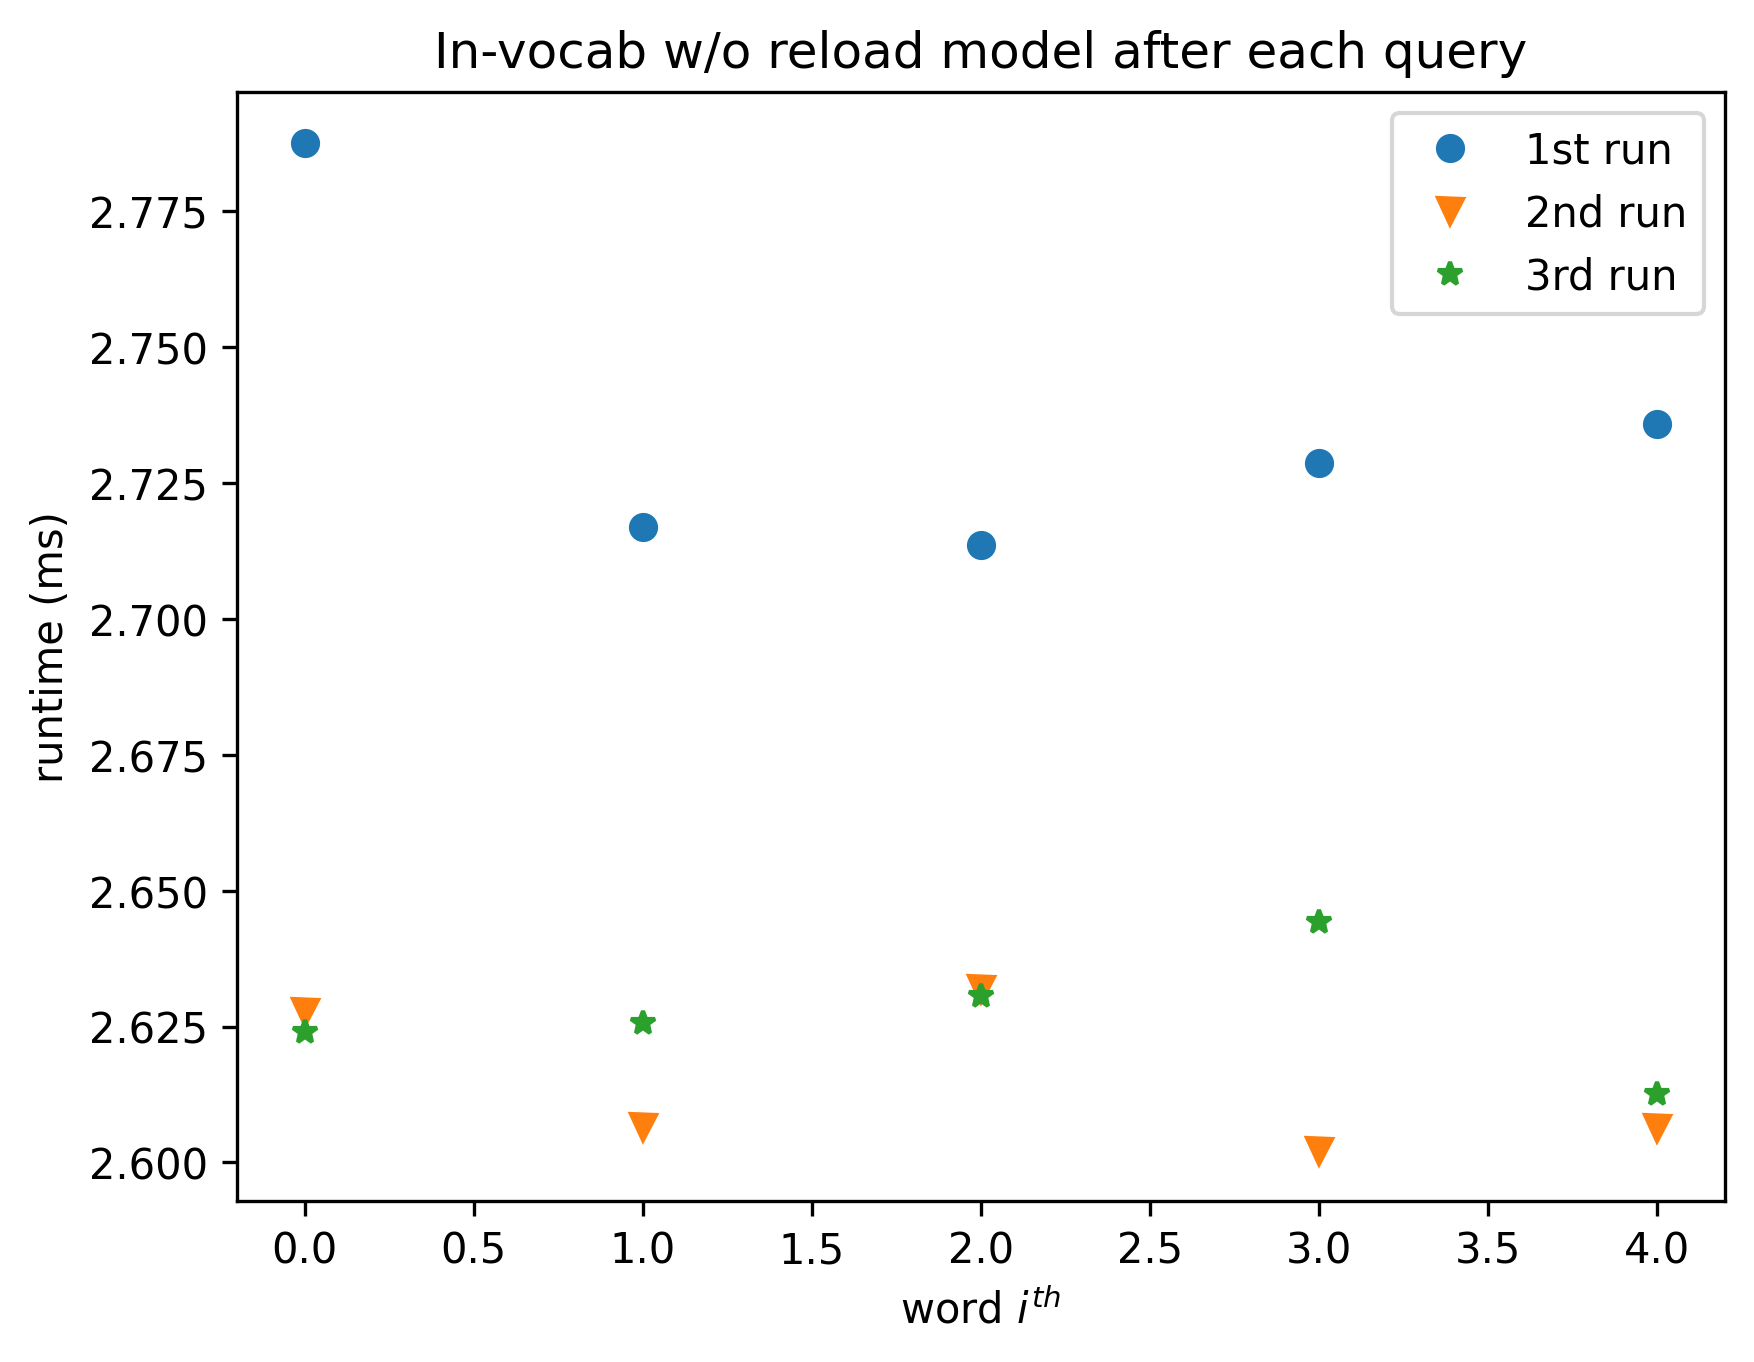 In-vocab w/o reload model after each query
1st run
2nd run
3rd run
2.775
2.750
2.725
2.700
2.675
2.650
2.625
2.600
runtime (ms)
0.0 0.5 1.0 1.5 2.0 2.5 3.0 3.5 4.0
word i^th